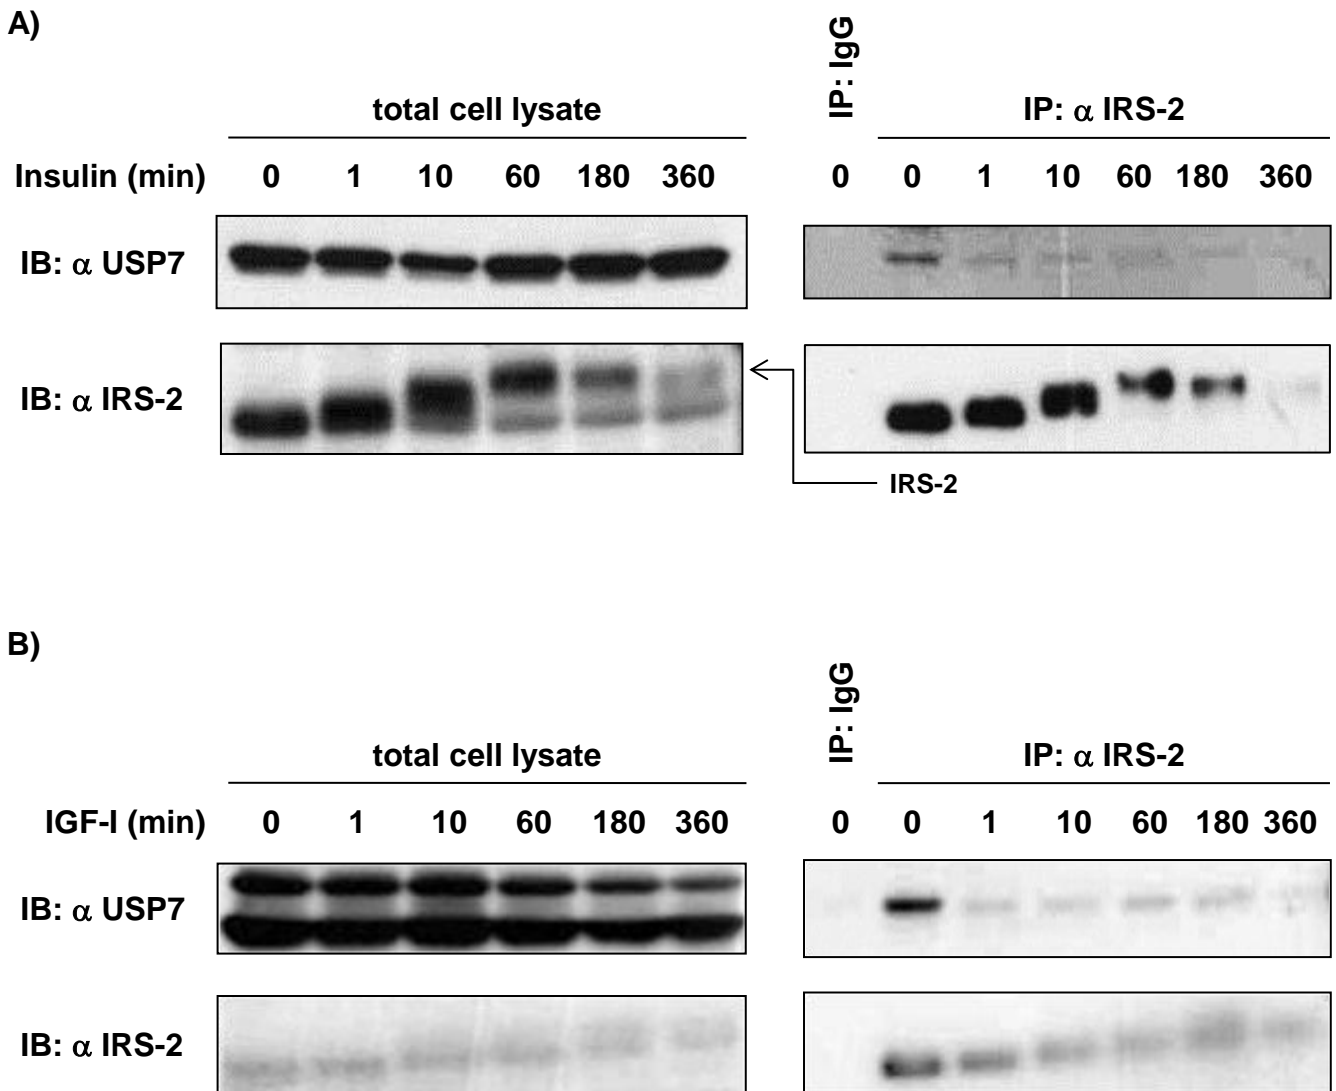 A)
IP: IgG
total cell lysate
IP: α IRS-2
Insulin (min) 0 1 10 60 180 360 0 0 1 10 60 180 360
IB: α USP7
IB: α IRS-2
IRS-2
B)
IP: IgG
total cell lysate
IP: α IRS-2
IGF-I (min) 0 1 10 60 180 360 0 0 1 10 60 180 360
IB: α USP7
IB: α IRS-2